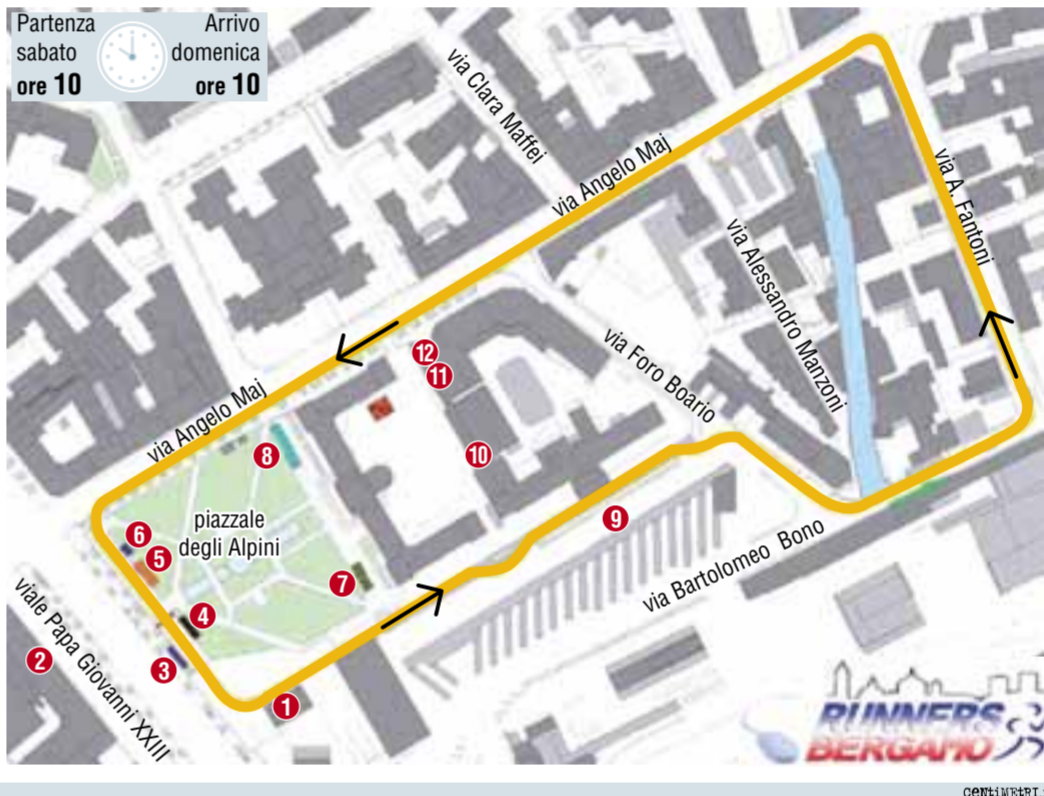 Partenza
sabato
ore 10
Arrivo
domenica
ore 10
via Clara Maffei
via Angelo Maj
via A. Fantoni
via Alessandro Manzoni
via Foro Boario
12
11
via Angelo Maj
8
10
6
piazzale
degli Alpini
5
9
7
via Bartolomeo Bono
4
viale Papa Giovanni XXIII
2
3
1
RUNNERS
BERGAMO
CENTIMETRI